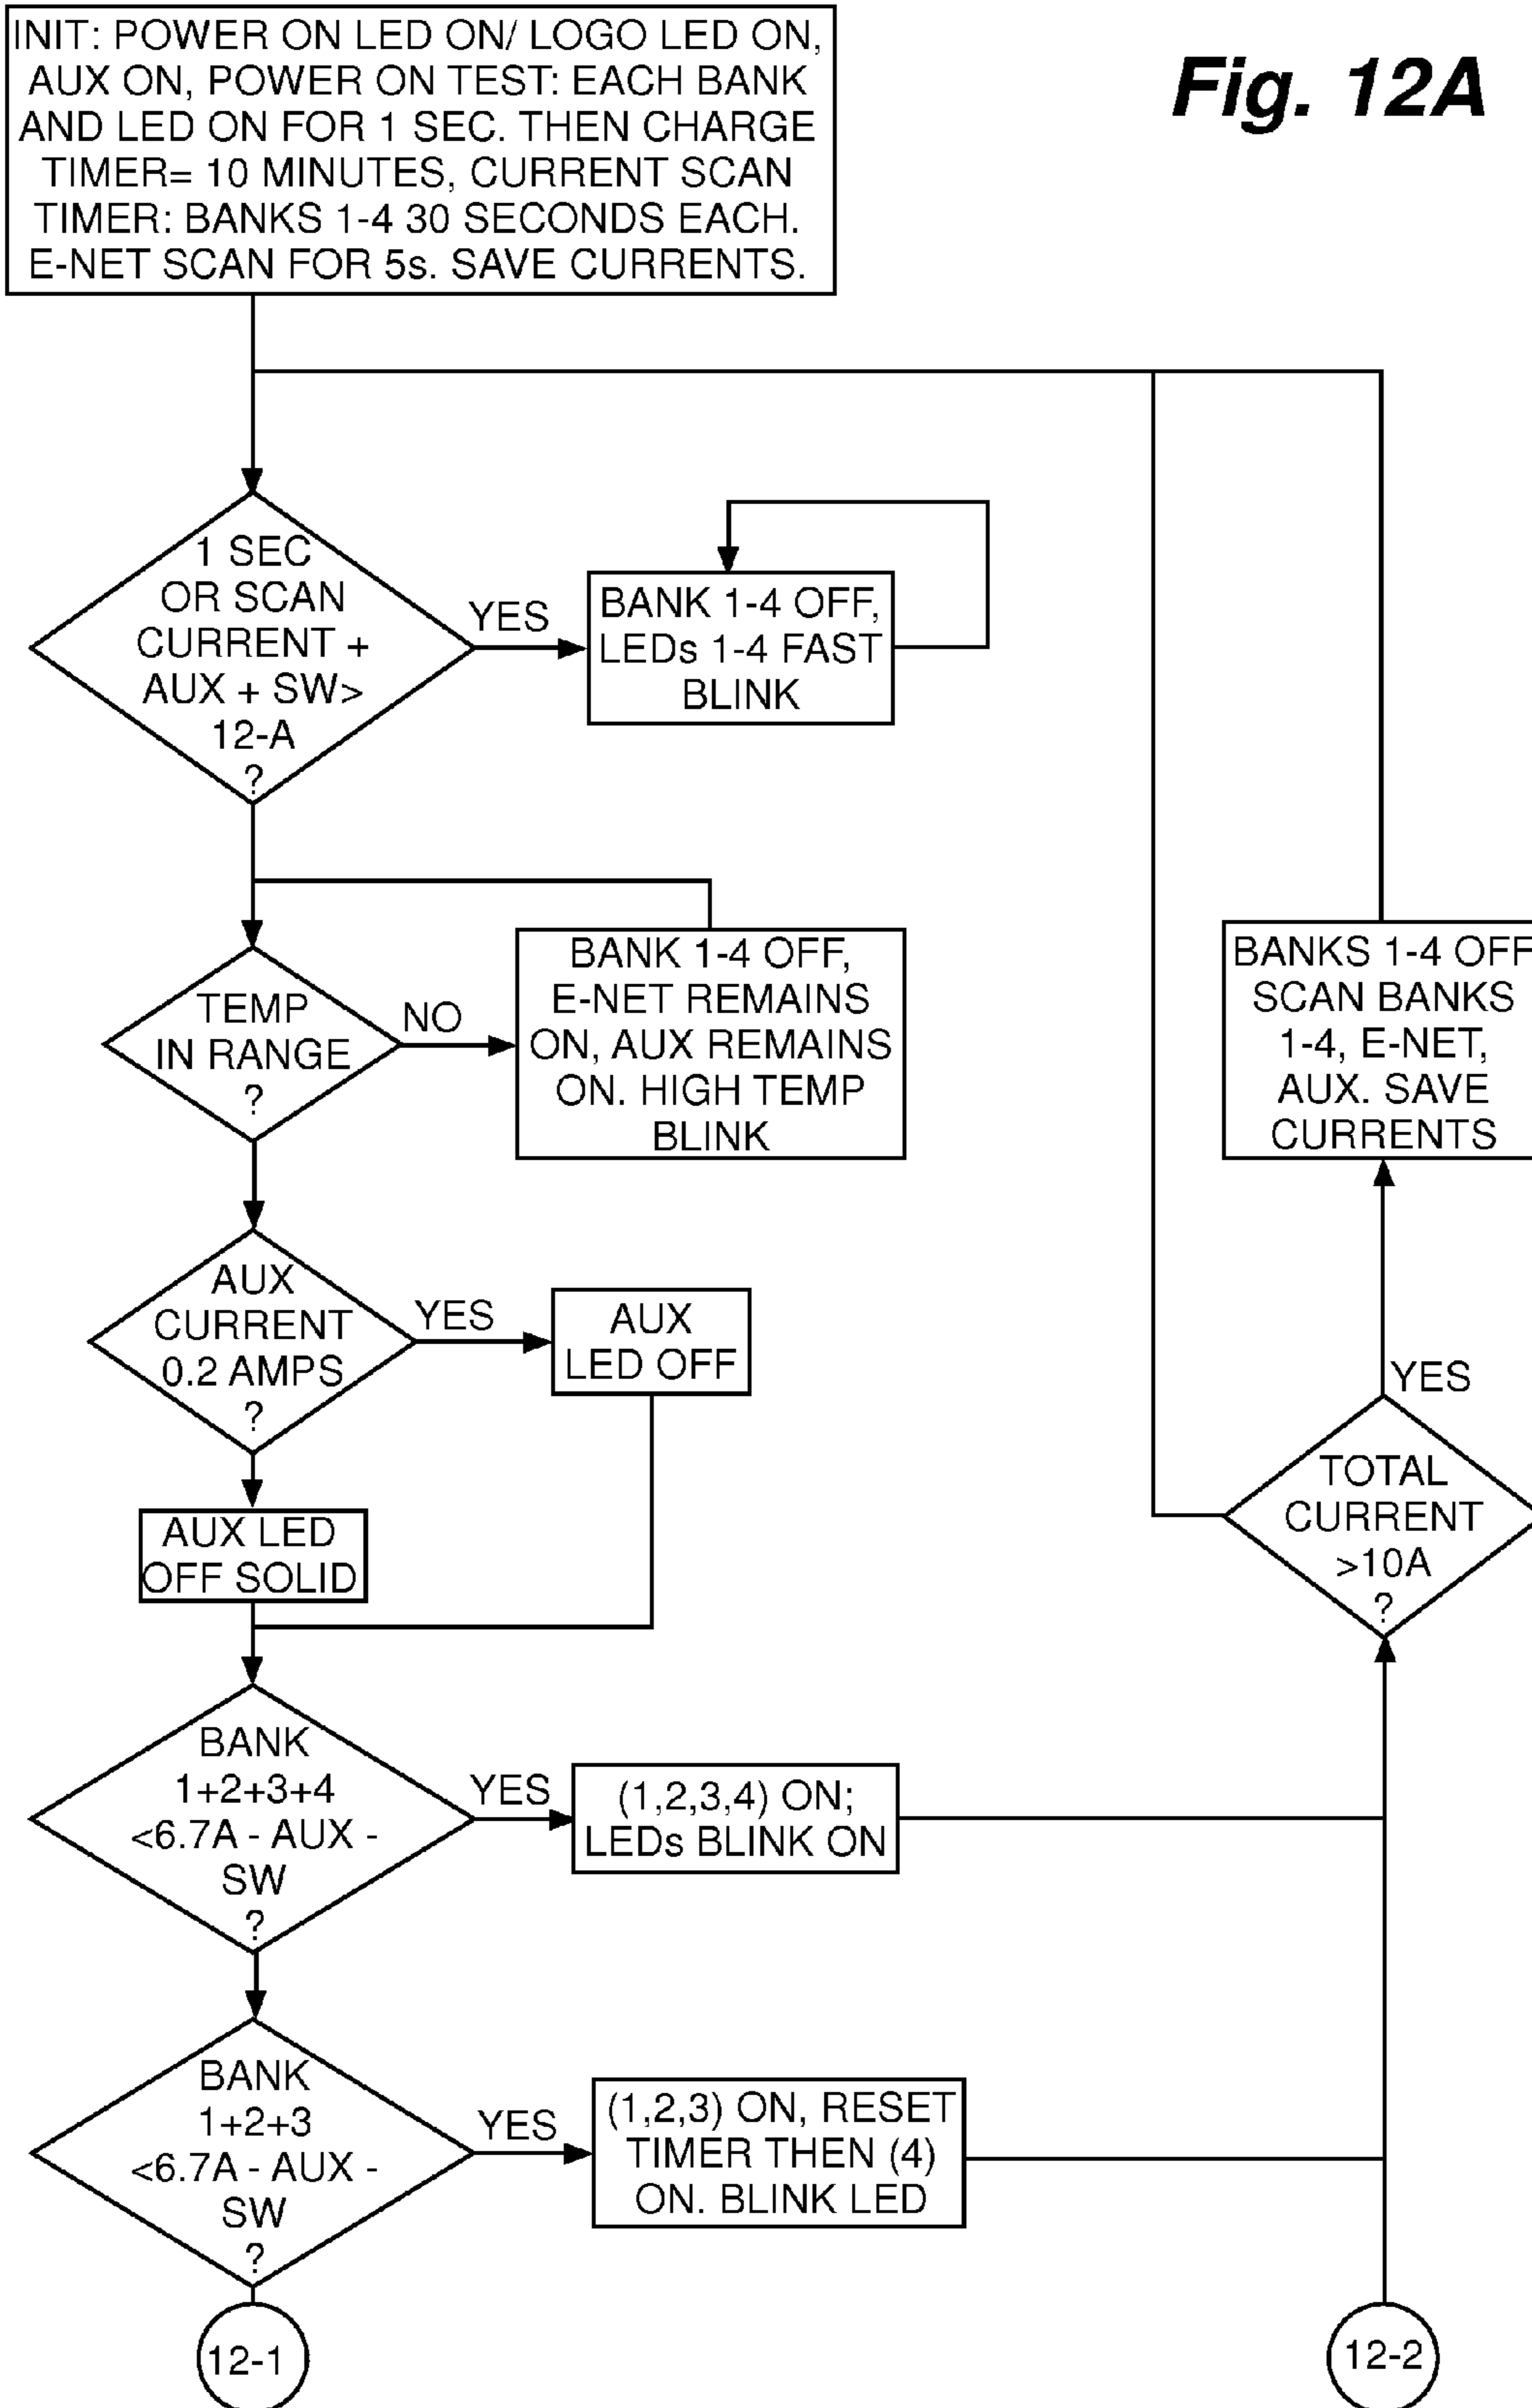 INIT: POWER ON LED ON/ LOGO LED ON,
AUX ON, POWER ON TEST: EACH BANK
AND LED ON FOR 1 SEC. THEN CHARGE
TIMER= 10 MINUTES, CURRENT SCAN
TIMER: BANKS 1-4 30 SECONDS EACH.
E-NET SCAN FOR 5s. SAVE CURRENTS.
Fig. 12A
1 SEC
OR SCAN
CURRENT +
AUX + SW>
12-A
?
YES
BANK 1-4 OFF,
LEDs 1-4 FAST
BLINK
TEMP
IN RANGE
?
NO
BANK 1-4 OFF,
E-NET REMAINS
ON, AUX REMAINS
ON. HIGH TEMP
BLINK
BANKS 1-4 OFF
SCAN BANKS
1-4, E-NET,
AUX. SAVE
CURRENTS
AUX
CURRENT
0.2 AMPS
?
YES
AUX
LED OFF
YES
TOTAL
CURRENT
>10A
?
AUX LED
OFF SOLID
BANK
1+2+3+4
<6.7A - AUX -
SW
?
YES
(1,2,3,4) ON;
LEDs BLINK ON
BANK
1+2+3
<6.7A - AUX -
SW
?
YES
(1,2,3) ON, RESET
TIMER THEN (4)
ON. BLINK LED
12-1
12-2